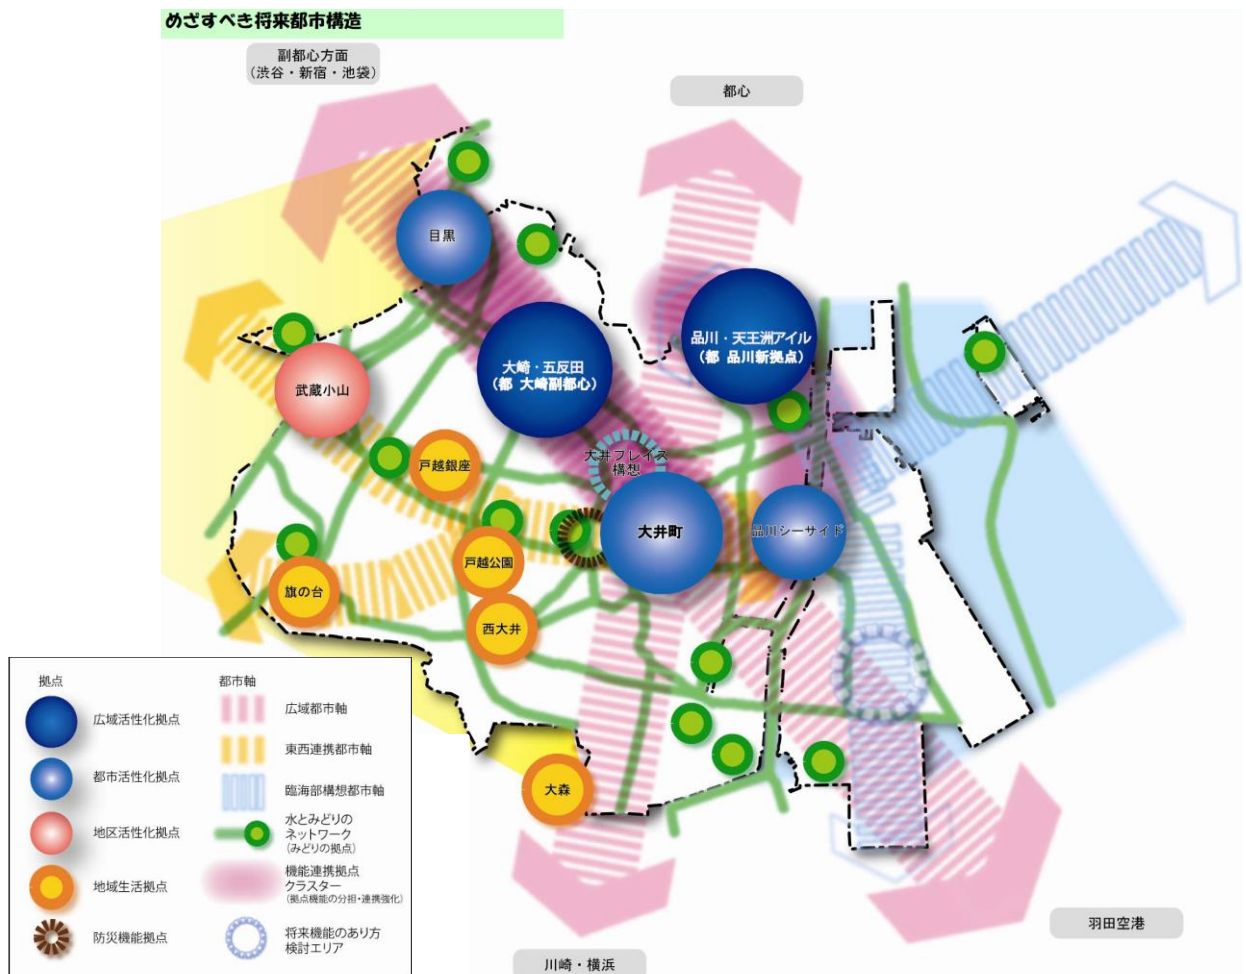 めざすべき将来都市構造
副都心方面
（渋谷・新宿・池袋）
都心
目黒
品川・天王洲アイル
（都 品川新拠点）
大崎・五反田
（都 大崎副都心）
武蔵小山
戸越銀座
大井プレイス
構想
大井町
品川シーサイド
戸越公園
旗の台
西大井
大森
羽田空港
川崎・横浜
拠点
広域活性化拠点
都市活性化拠点
地区活性化拠点
地域生活拠点
防災機能拠点
都市軸
広域都市軸
東西連携都市軸
臨海部構想都市軸
水とみどりの
ネットワーク
（みどりの拠点）
機能連携拠点
クラスター
（拠点機能の分担・連携強化）
将来機能のあり方
検討エリア